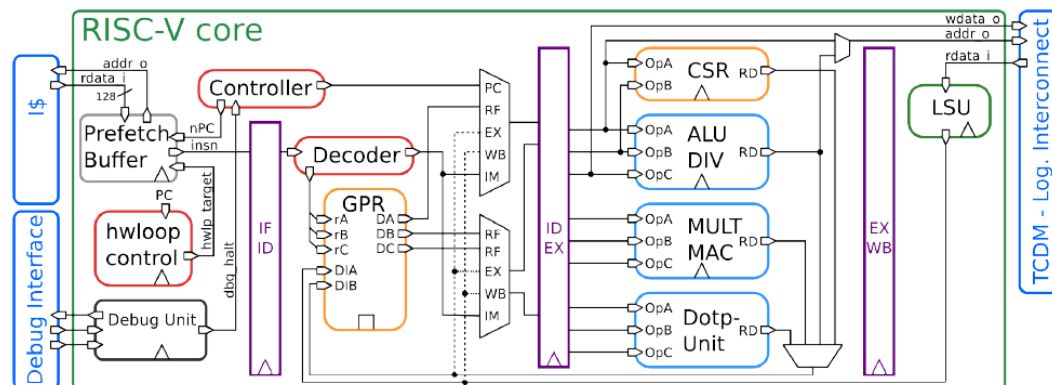 RISC-V core
wdata_o
addr_o
rdata_i
I$
addr_o
rdata_i
128
Prefetch
Buffer
nPC
insn
hwlp_target
PC
hwloop
control
Debug Interface
Debug Unit
dbg_halt
Controller
IF
ID
Decoder
GPR
rA
rB
rC
DIA
DIB
DA
DB
DC
PC
RF
EX
WB
IM
RF
RF
EX
WB
IM
ID
EX
OpA
OpB
CSR
RD
OpA
OpB
OpC
ALU
DIV
RD
OpA
OpB
OpC
MULT
MAC
RD
OpA
OpB
OpC
Dotp-
Unit
RD
EX
WB
LSU
TCDM - Log. Interconnect